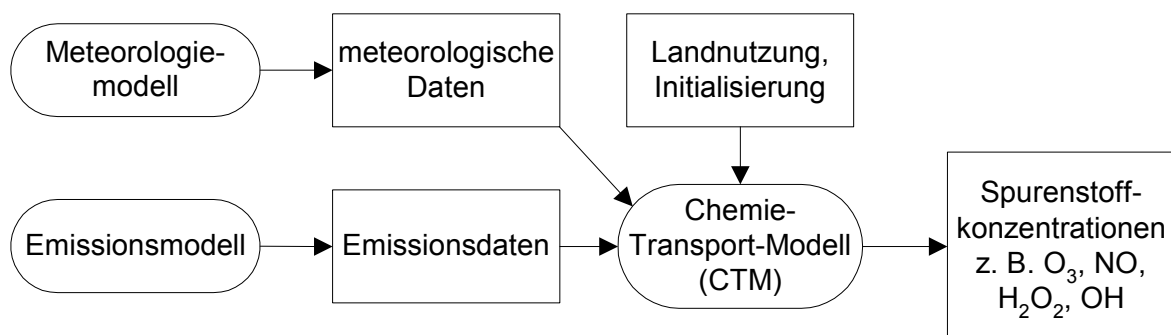 Meteorologie-
modell
meteorologische
Daten
Landnutzung,
Initialisierung
Emissionsmodell
Emissionsdaten
Chemie-
Transport-Modell
(CTM)
Spurenstoff-
konzentrationen
z. B. O₃, NO,
H₂O₂, OH